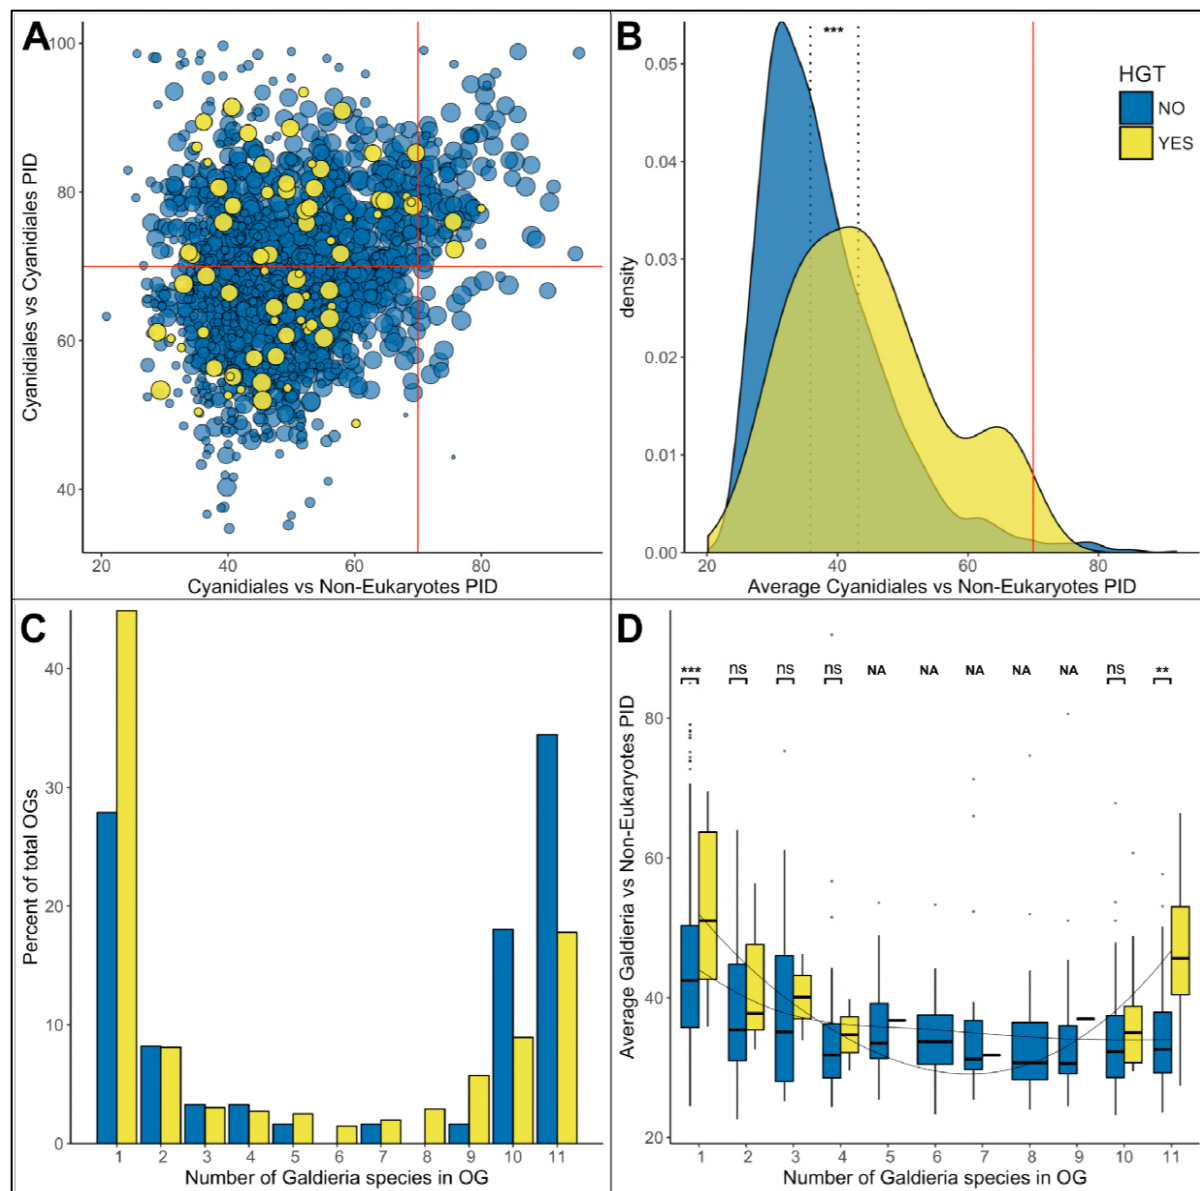 A
100
80
60
40
20
40
60
80
Cyanidiales vs Cyanidiales PID
Cyanidiales vs Non-Eukaryotes PID
B
***
HGT
NO
YES
0.05
0.04
0.03
0.02
0.01
0.00
20
40
60
80
density
Average Cyanidiales vs Non-Eukaryotes PID
C
40
30
20
10
0
1 2 3 4 5 6 7 8 9 10 11
Percent of total OGs
Number of Galdieria species in OG
D
*** ns ns ns NA NA NA NA NA ns **
80
60
40
20
1 2 3 4 5 6 7 8 9 10 11
Average Galdieria vs Non-Eukaryotes PID
Number of Galdieria species in OG